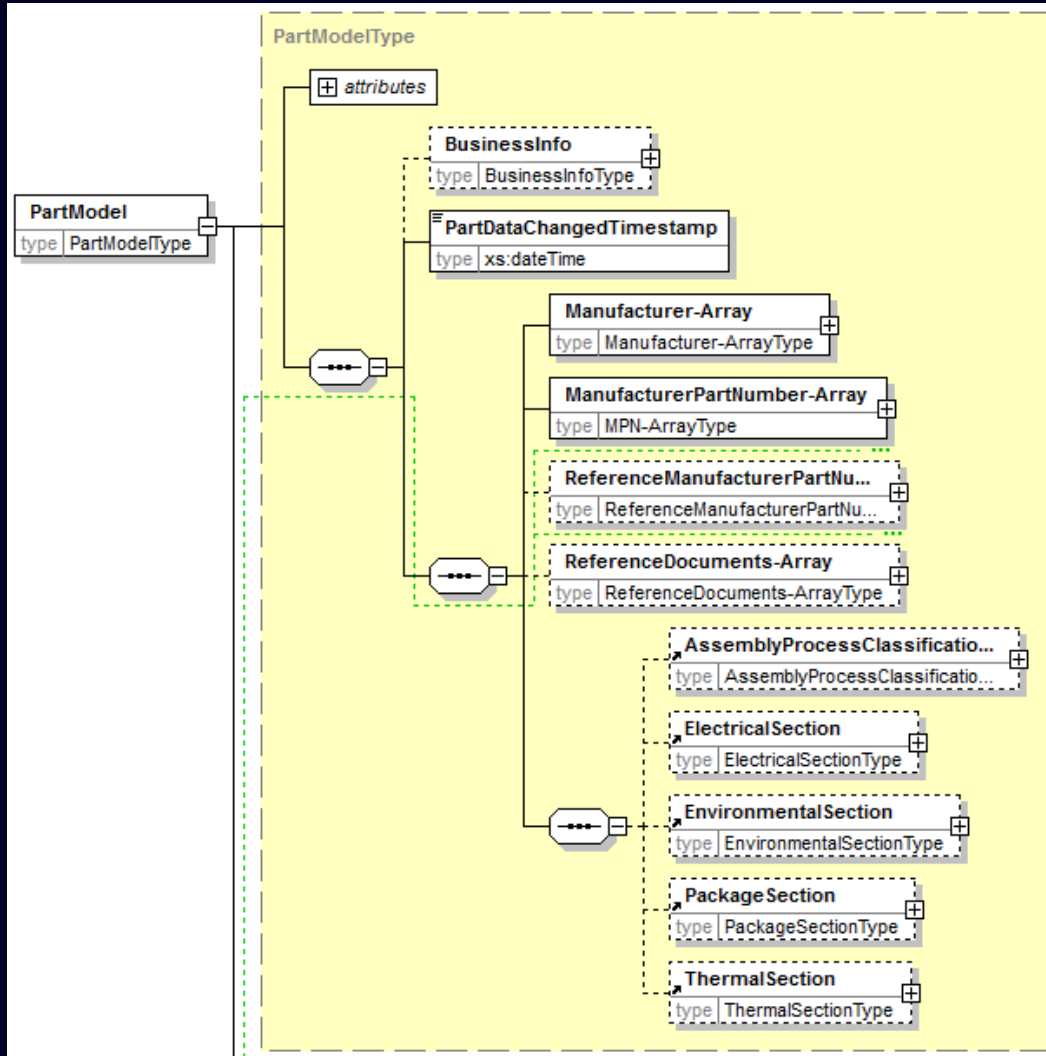 PartModelType
attributes
BusinessInfo
type BusinessInfoType
PartModel
type PartModelType
PartDataChangedTimestamp
type xs:dateTime
Manufacturer-Array
type Manufacturer-ArrayType
ManufacturerPartNumber-Array
type MPN-ArrayType
ReferenceManufacturerPartNu...
type ReferenceManufacturerPartNu...
ReferenceDocuments-Array
type ReferenceDocuments-ArrayType
AssemblyProcessClassificatio...
type AssemblyProcessClassificatio...
ElectricalSection
type ElectricalSectionType
EnvironmentalSection
type EnvironmentalSectionType
PackageSection
type PackageSectionType
ThermalSection
type ThermalSectionType